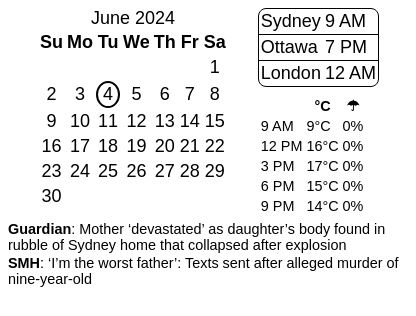 June 2024
Su Mo Tu We Th Fr Sa
1
2 3 4 5 6 7 8
9 10 11 12 13 14 15
16 17 18 19 20 21 22
23 24 25 26 27 28 29
30
Sydney 9 AM
Ottawa 7 PM
London 12 AM
°C ☂
9 AM 9°C 0%
12 PM 16°C 0%
3 PM 17°C 0%
6 PM 15°C 0%
9 PM 14°C 0%
Guardian: Mother ‘devastated’ as daughter’s body found in
rubble of Sydney home that collapsed after explosion
SMH: ‘I’m the worst father’: Texts sent after alleged murder of
nine-year-old